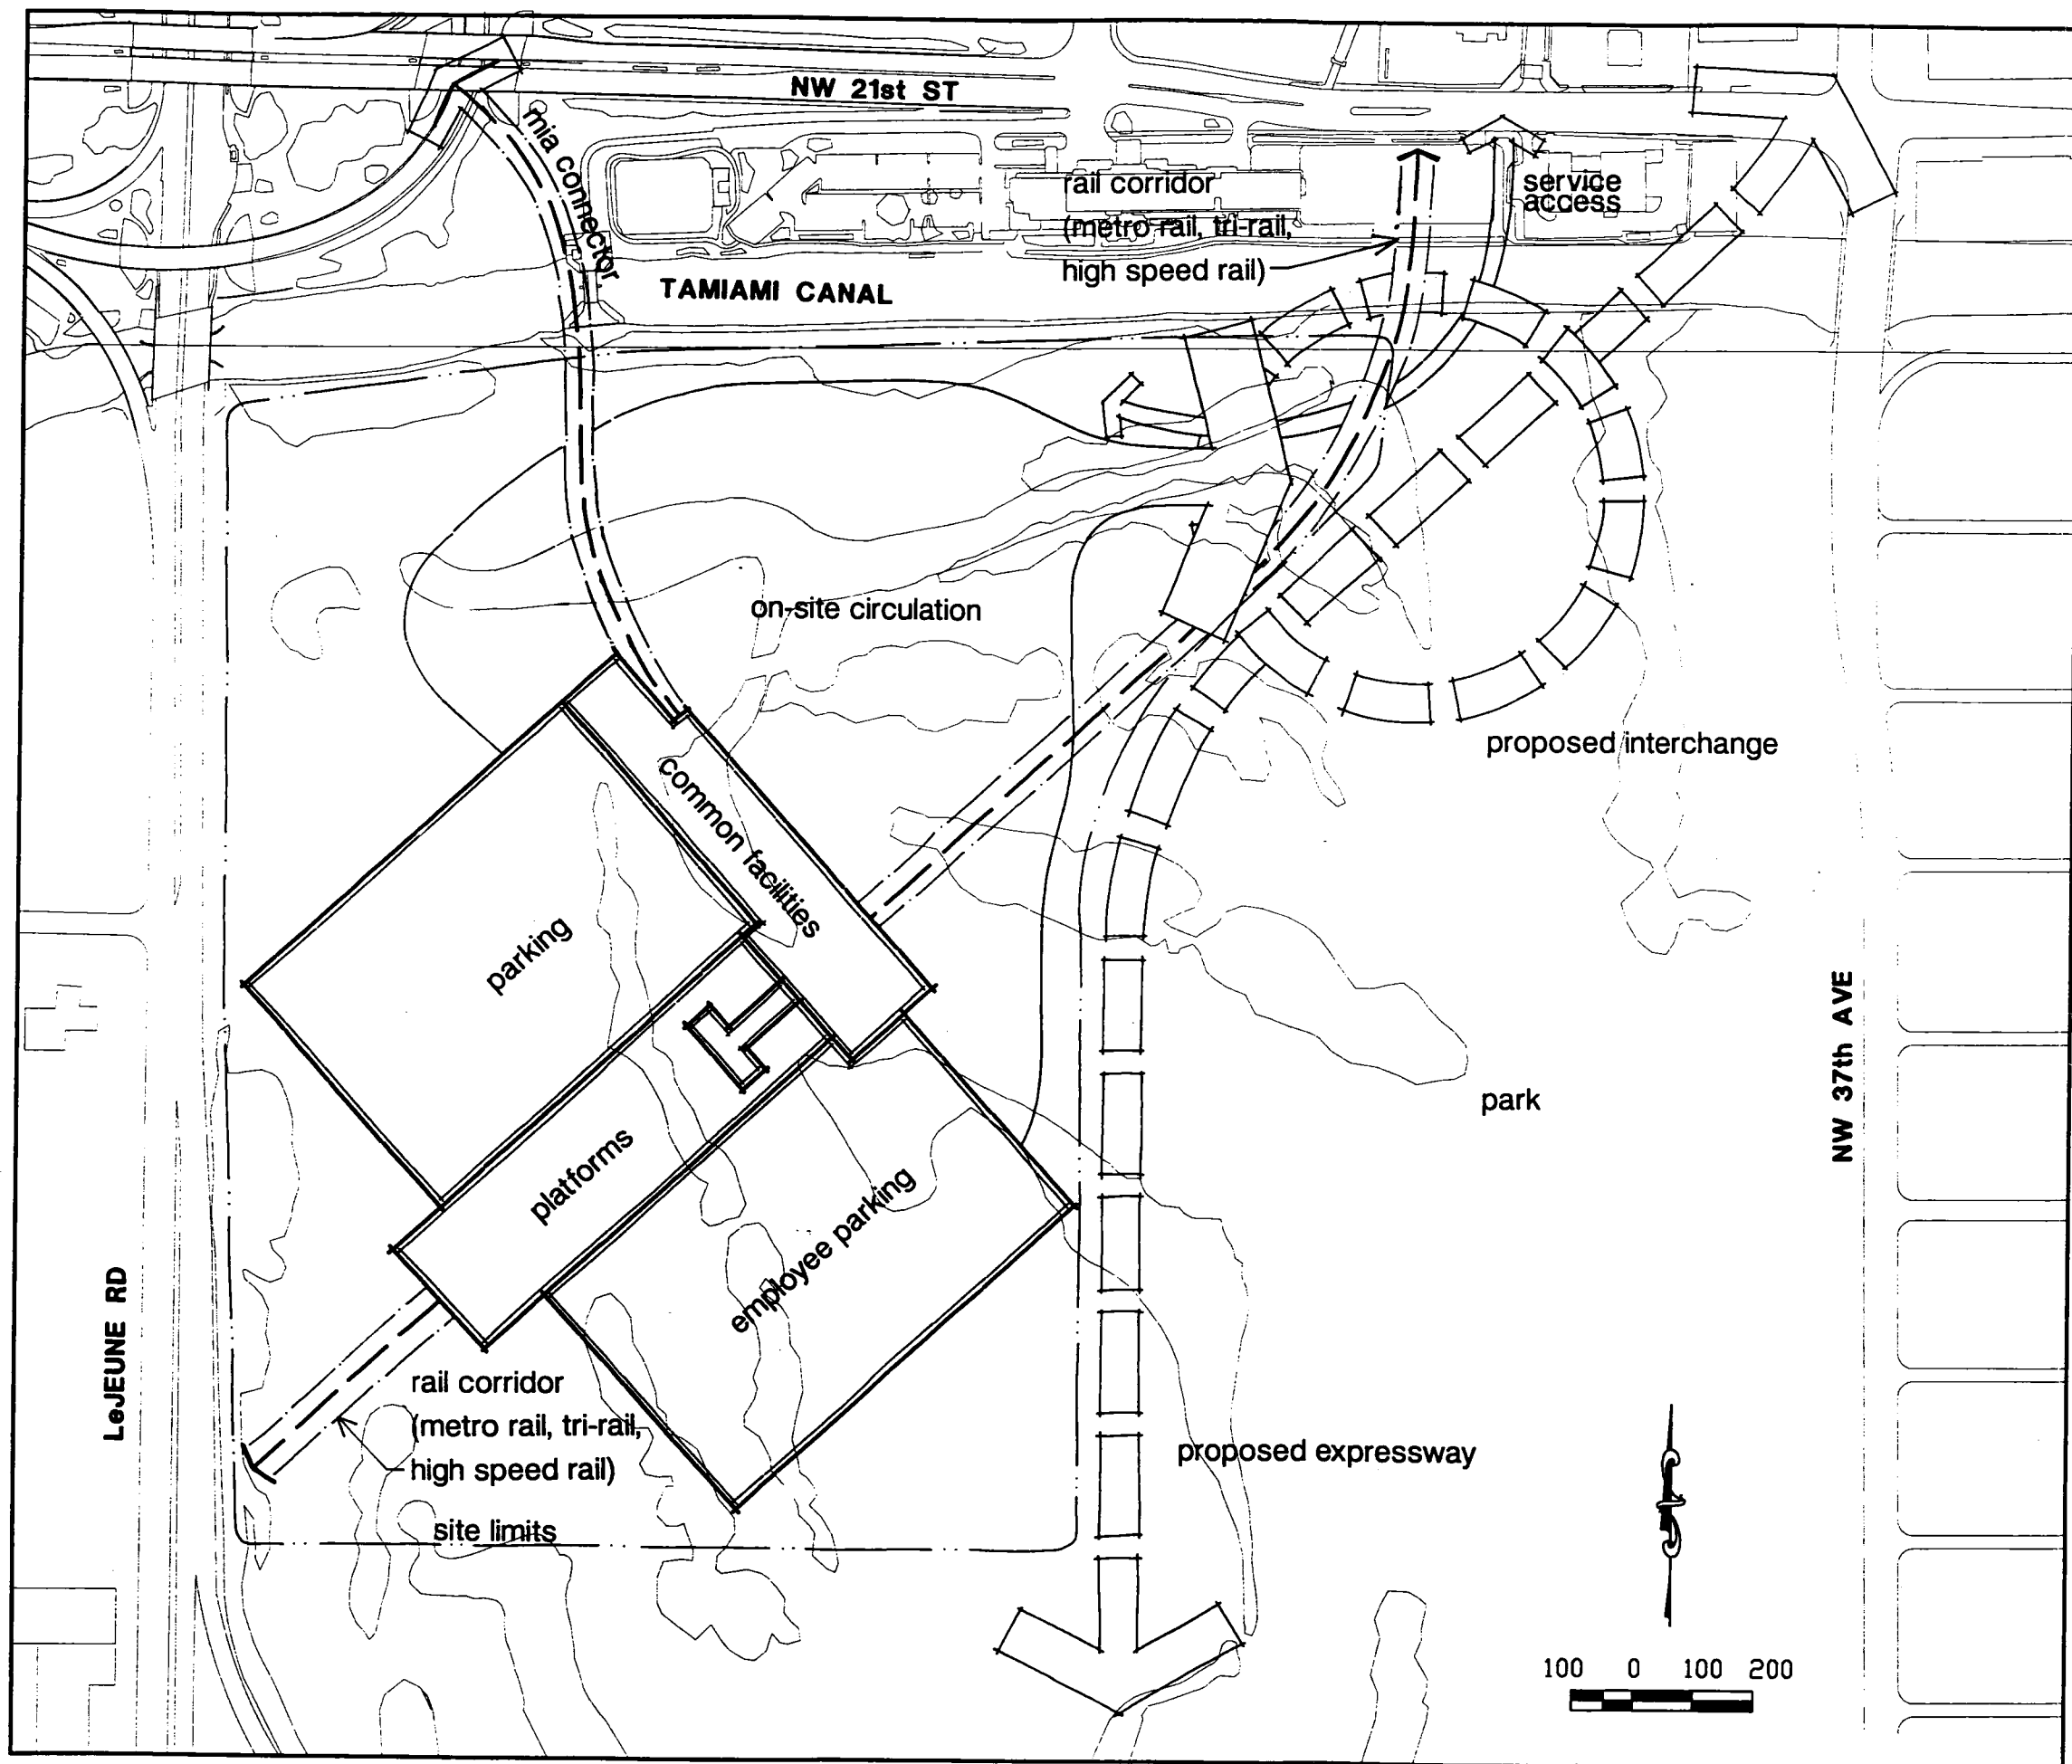 NW 21st ST
mia connector
rail corridor
(metro rail, tri-rail,
high speed rail)
service
access
TAMIAMI CANAL
on-site circulation
proposed interchange
common facilities
parking
NW 37th AVE
park
platforms
employee parking
LeJEUNE RD
rail corridor
(metro rail, tri-rail,
high speed rail)
proposed expressway
site limits
100 0 100 200